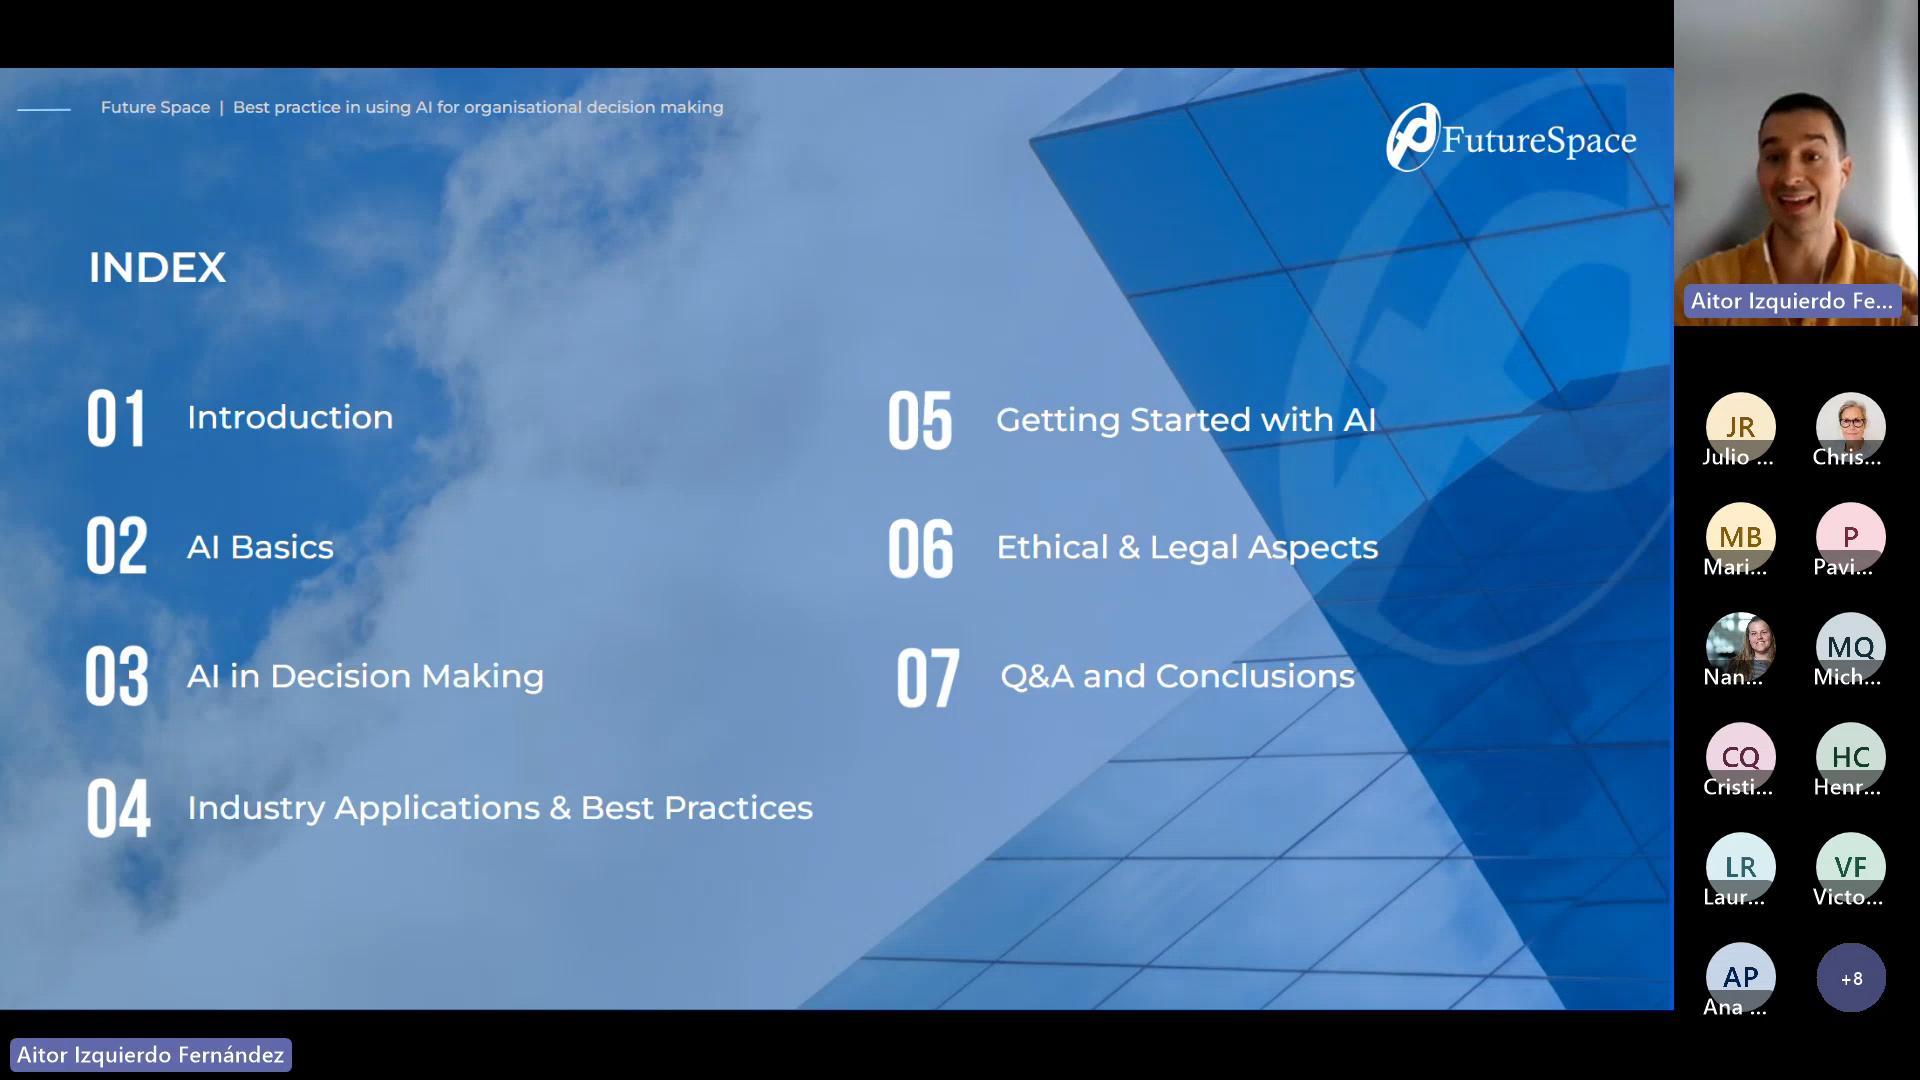 Future Space | Best practice in using AI for organisational decision making
FutureSpace
INDEX
01 Introduction
02 AI Basics
03 AI in Decision Making
04 Industry Applications & Best Practices
05 Getting Started with AI
06 Ethical & Legal Aspects
07 Q&A and Conclusions
Aitor Izquierdo Fernández
Aitor Izquierdo Fe...
JR
Julio ...
Chris...
MB
Mari...
P
Pavi...
Nan...
MQ
Mich...
CQ
Cristi...
HC
Henr...
LR
Laur...
VF
Victo...
AP
Ana ...
+8